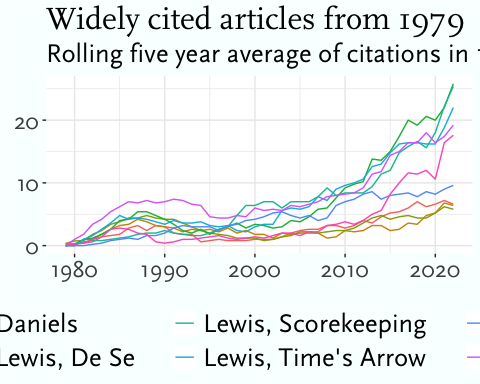 Widely cited articles from 1979
Rolling five year average of citations in
20
10
0
1980 1990 2000 2010 2020
Daniels Lewis, Scorekeeping
Lewis, De Se Lewis, Time's Arrow